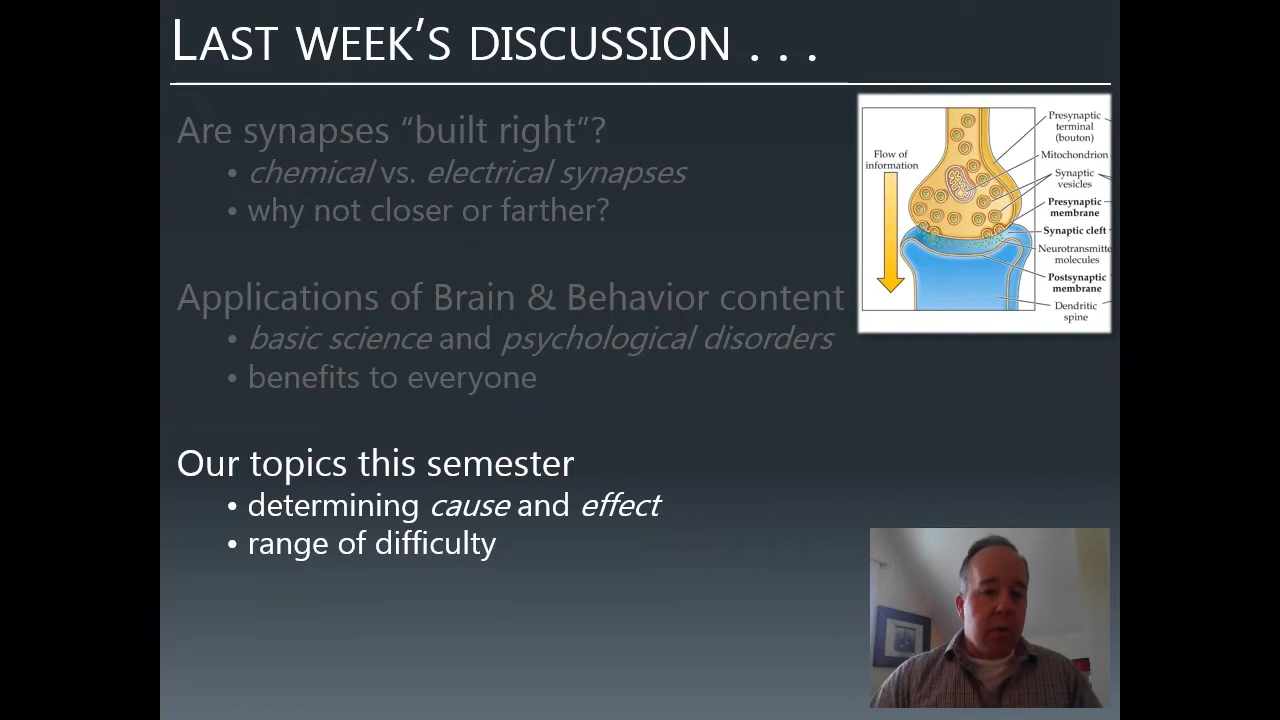 LAST WEEK’S DISCUSSION . . .
Are synapses “built right”?
• chemical vs. electrical synapses
• why not closer or farther?
Applications of Brain & Behavior content
• basic science and psychological disorders
• benefits to everyone
Our topics this semester
• determining cause and effect
• range of difficulty
Flow of
information
Presynaptic
terminal
(bouton)
Mitochondrion
Synaptic
vesicles
Presynaptic
membrane
Synaptic cleft
Neurotransmitte
molecules
Postsynaptic
membrane
Dendritic
spine